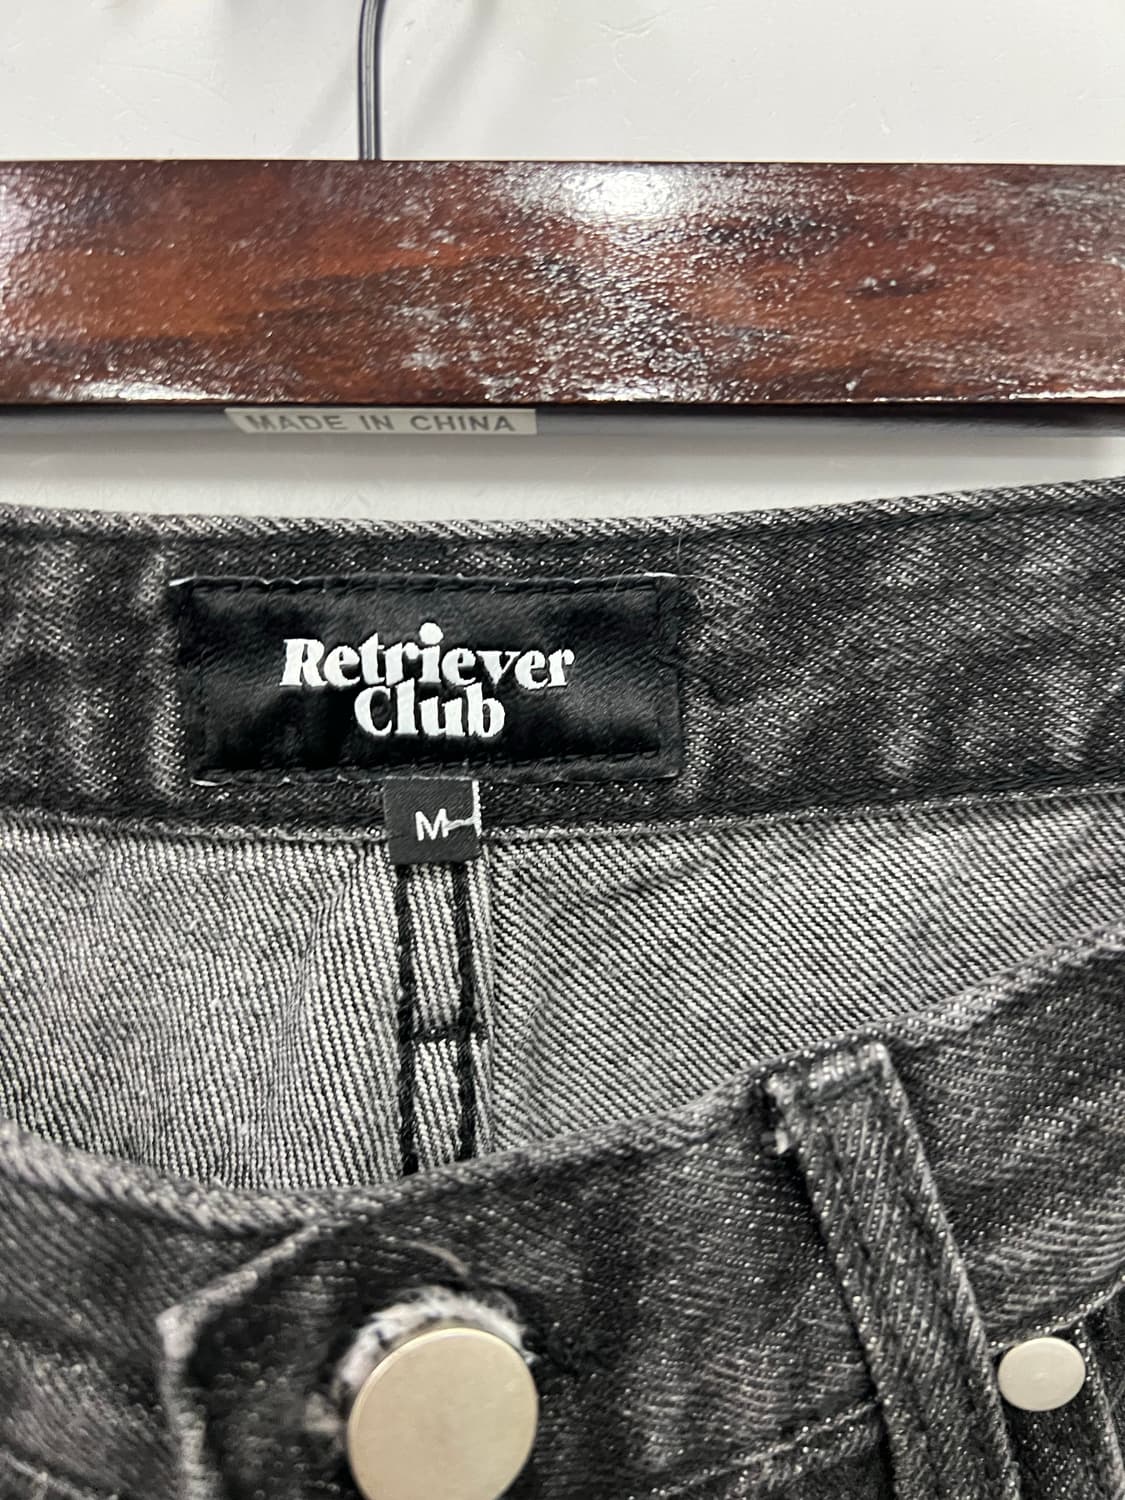 MADE IN CHINA
Retriever
Club
M